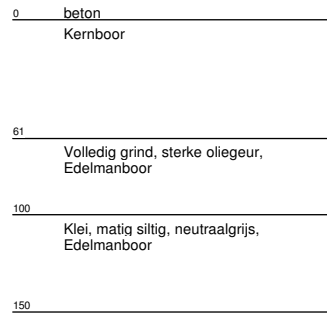 0 beton
Kernboor
61
Volledig grind, sterke oliegeur,
Edelmanboor
100
Klei, matig siltig, neutraalgrijs,
Edelmanboor
150